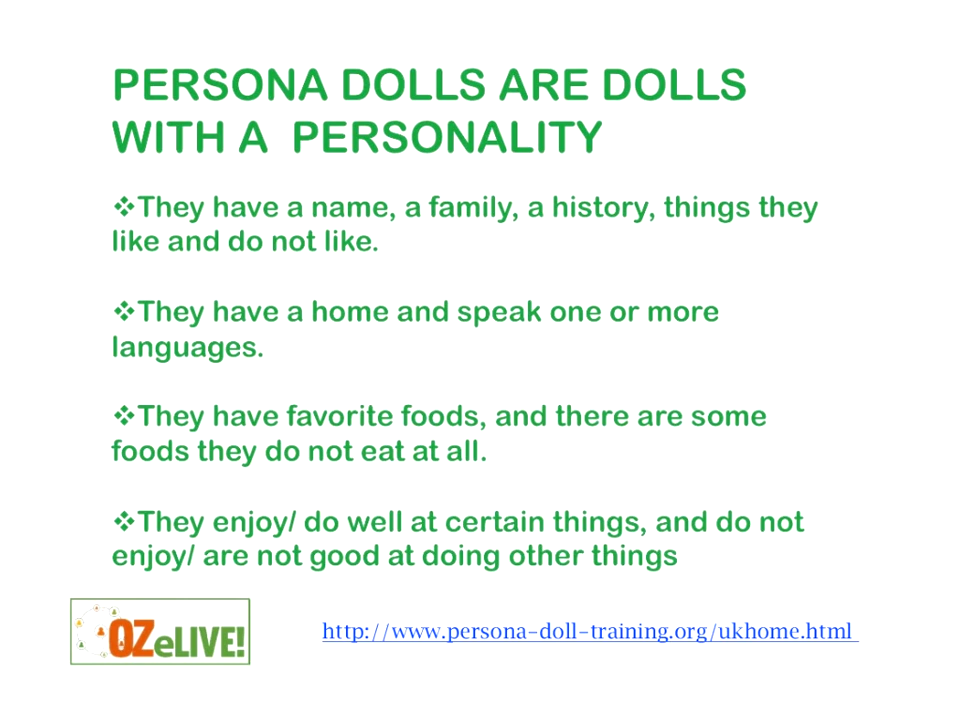 PERSONA DOLLS ARE DOLLS
WITH A PERSONALITY
❖They have a name, a family, a history, things they
like and do not like.
❖They have a home and speak one or more
languages.
❖They have favorite foods, and there are some
foods they do not eat at all.
❖They enjoy/ do well at certain things, and do not
enjoy/ are not good at doing other things
OZeLIVE!
http://www.persona-doll-training.org/ukhome.html